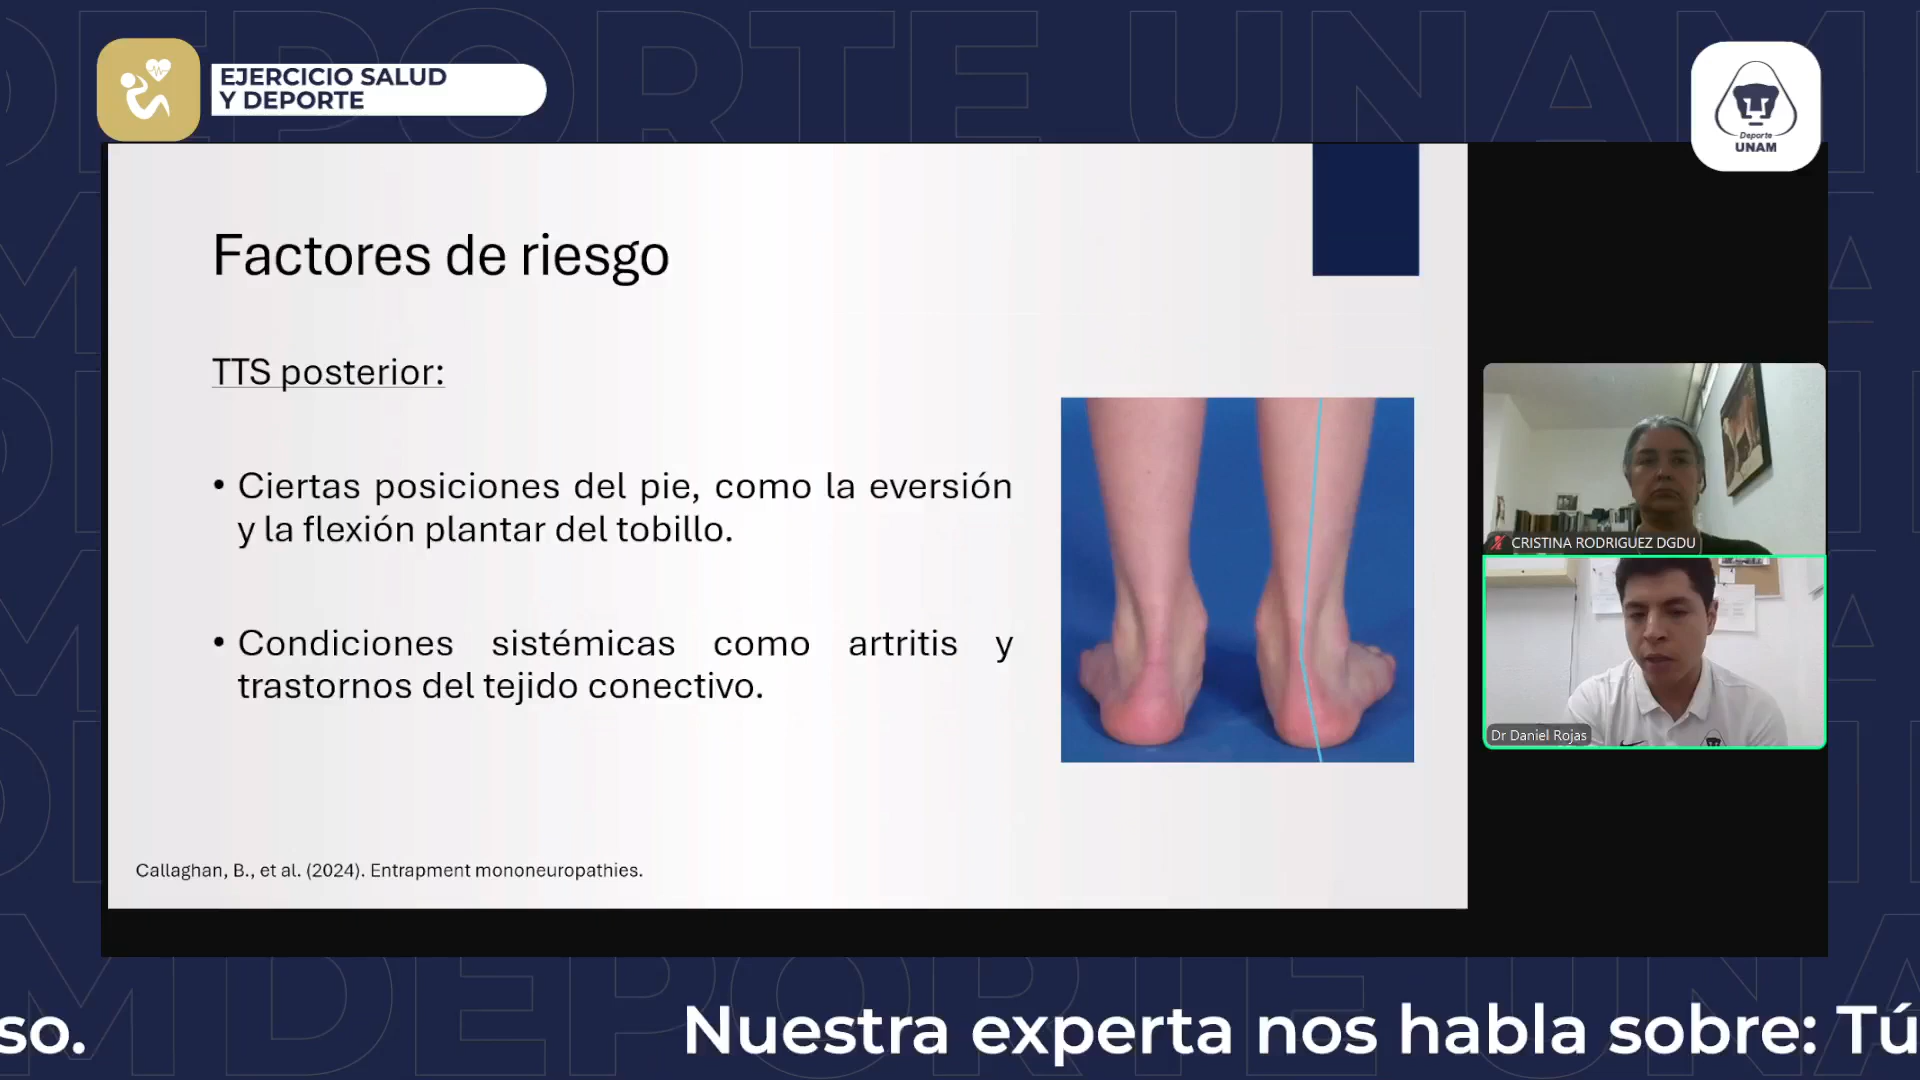 EJERCICIO SALUD
Y DEPORTE
Deporte
UNAM
Factores de riesgo
TTS posterior:
• Ciertas posiciones del pie, como la eversión
y la flexión plantar del tobillo.
• Condiciones sistémicas como artritis y
trastornos del tejido conectivo.
Callaghan, B., et al. (2024). Entrapment mononeuropathies.
CRISTINA RODRIGUEZ DGDU
Dr Daniel Rojas
so.
Nuestra experta nos habla sobre: Tú
DEPORTE UNAM